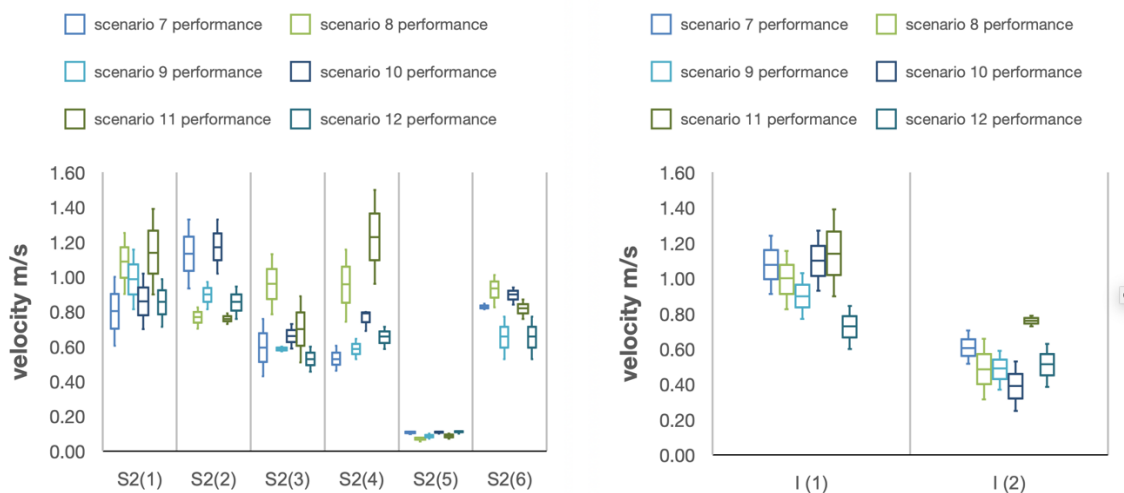 scenario 7 performance scenario 8 performance
scenario 9 performance scenario 10 performance
scenario 11 performance scenario 12 performance
velocity m/s
1.60
1.40
1.20
1.00
0.80
0.60
0.40
0.20
0.00
S2(1) S2(2) S2(3) S2(4) S2(5) S2(6)
scenario 7 performance scenario 8 performance
scenario 9 performance scenario 10 performance
scenario 11 performance scenario 12 performance
velocity m/s
1.60
1.40
1.20
1.00
0.80
0.60
0.40
0.20
0.00
I (1) I (2)